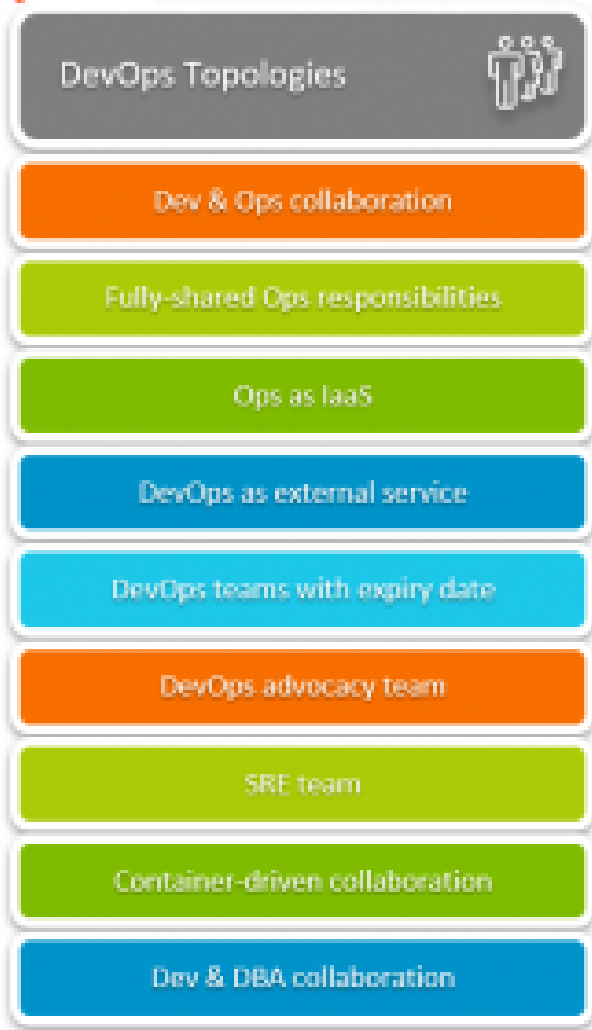 DevOps Topologies
Dev & Ops collaboration
Fully-shared Ops responsibilities
Ops as IaaS
DevOps as external service
DevOps teams with expiry date
DevOps advocacy team
SRE team
Container-driven collaboration
Dev & DBA collaboration